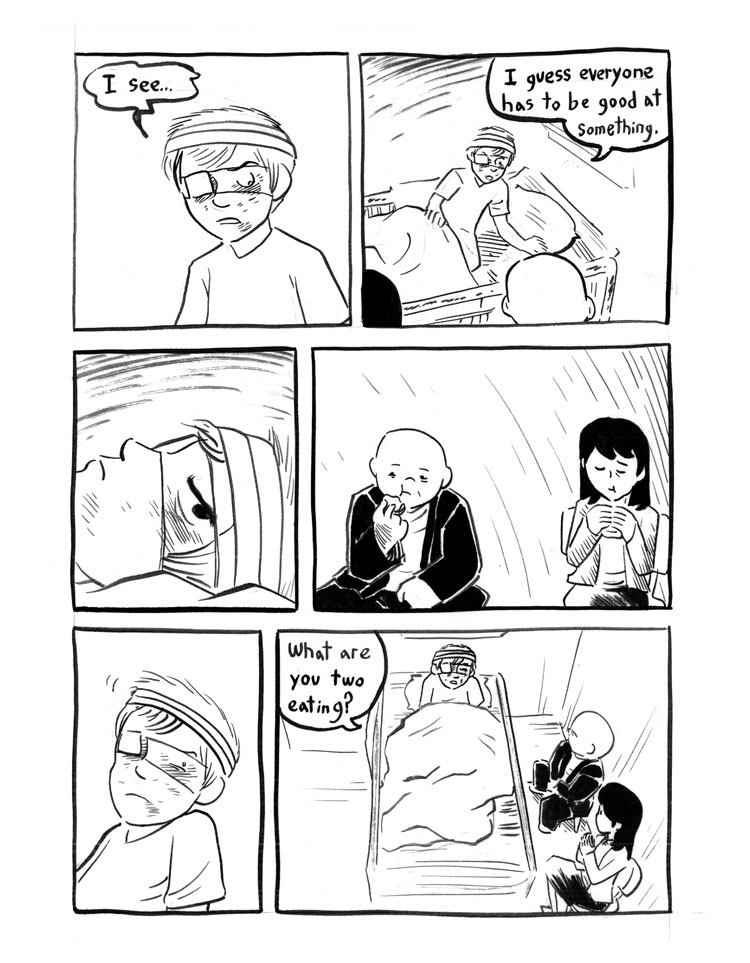 I see...
I guess everyone
has to be good at
something.
What are
you two
eating?